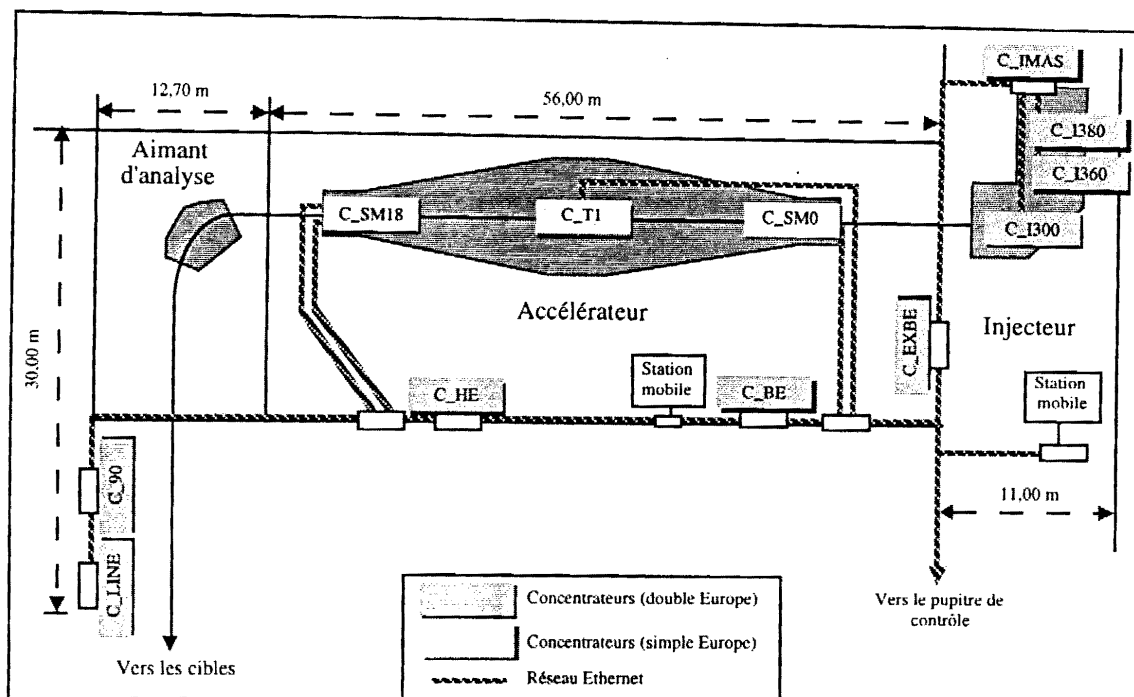 C_IMAS
12,70 m
56,00 m
C_I380
Aimant
d'analyse
C_I360
C_SM18
C_T1
C_SM0
C_I300
Accélérateur
Injecteur
30.00 m
C_EXBE
Station
mobile
C_HE
C_BE
Station
mobile
C_90
11,00 m
C_LINE
Concentrateurs (double Europe)
Vers le pupitre de
contrôle
Concentrateurs (simple Europe)
Vers les cibles
Réseau Ethernet